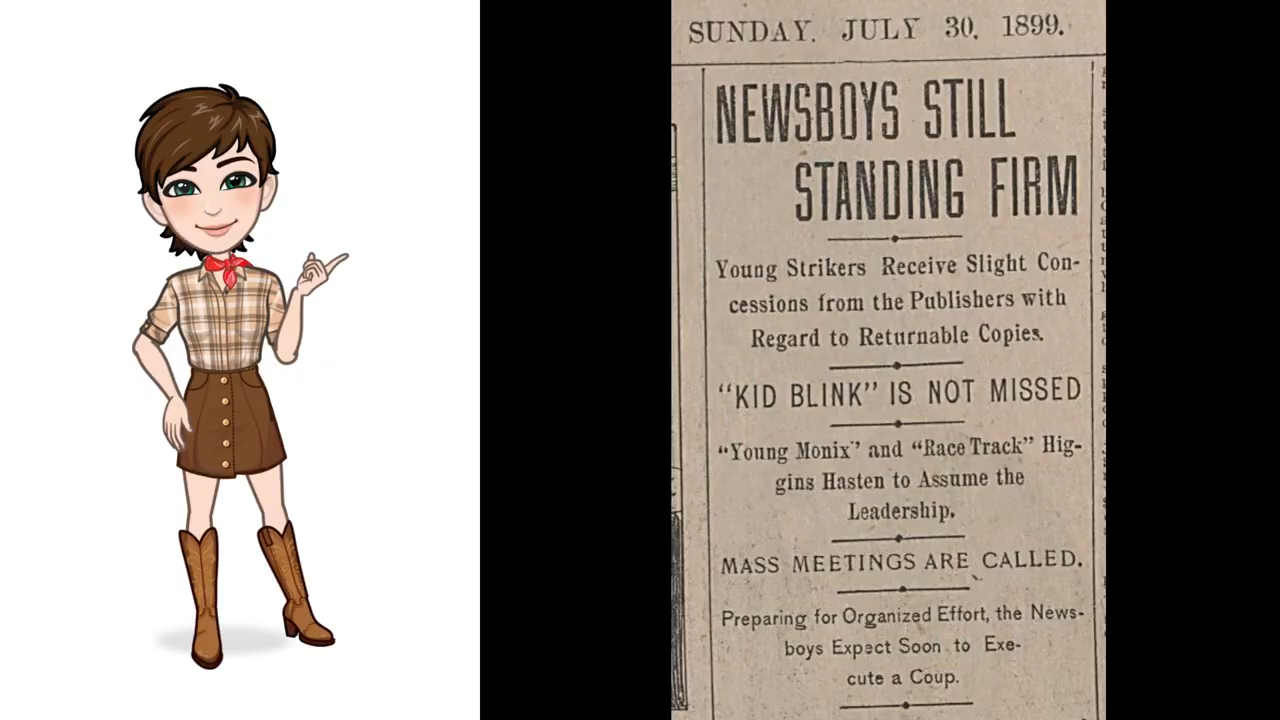 SUNDAY. JULY 30, 1899.
NEWSBOYS STILL
STANDING FIRM
Young Strikers Receive Slight Con-
cessions from the Publishers with
Regard to Returnable Copies.
"KID BLINK" IS NOT MISSED
"Young Monix" and "Race Track" Hig-
gins Hasten to Assume the
Leadership.
MASS MEETINGS ARE CALLED.
Preparing for Organized Effort, the News-
boys Expect Soon to Exe-
cute a Coup.